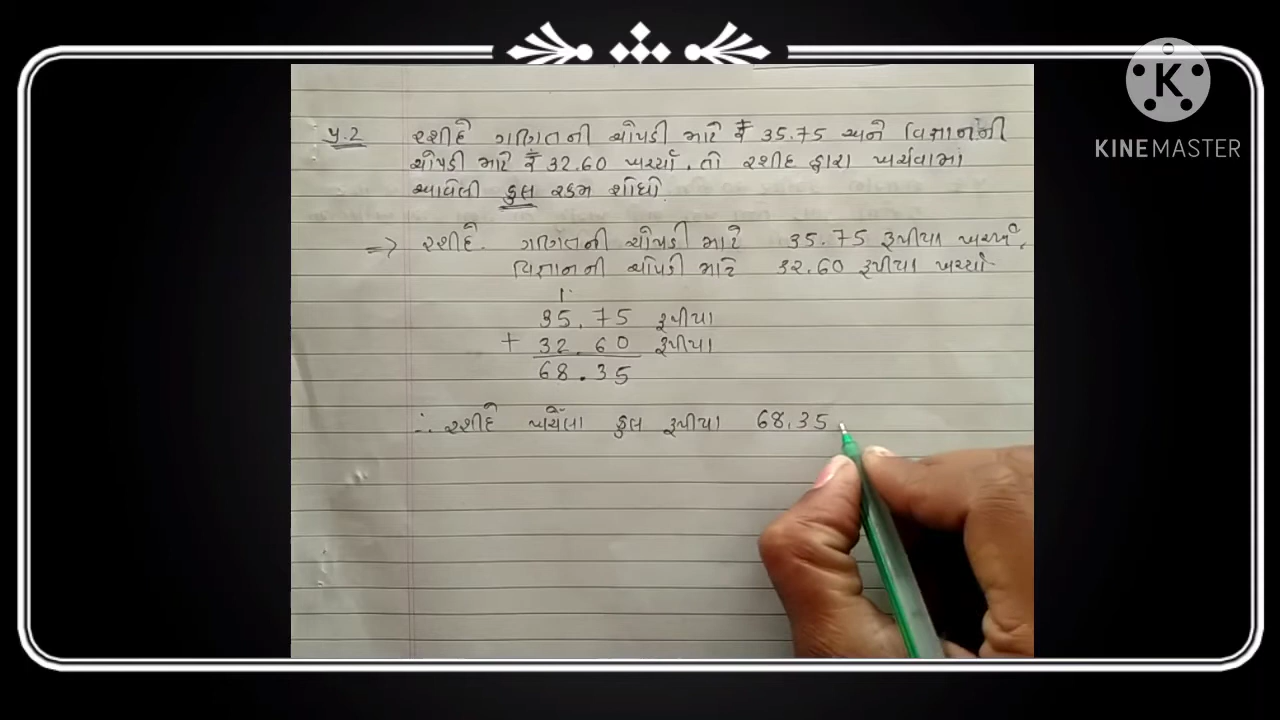 પ્ર.2 રશીદે ગણિતની ચોપડી માટે ₹ 35.75 અને વિજ્ઞાનની
ચોપડી માટે ₹ 32.60 ખર્ચ્યા. તો રશીદ દ્વારા ખર્ચવામાં
આવેલી કુલ રકમ શોધો.
=> રશીદે. ગણિતની ચોપડી માટે 35.75 રૂપીયા ખર્ચ્યા.
વિજ્ઞાનની ચોપડી માટે 32.60 રૂપીયા ખર્ચ્યા
1
35.75 રૂપીયા
+ 32.60 રૂપીયા
68.35
∴ રશીદે ખર્ચેલા કુલ રૂપીયા 68.35
K
KINEMASTER